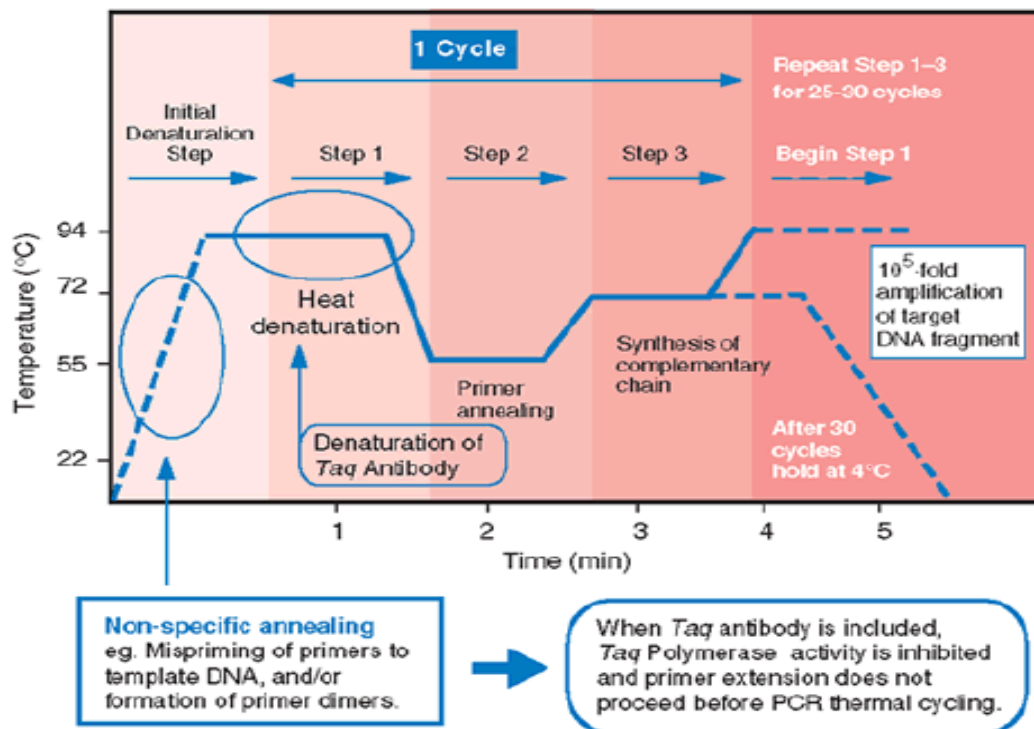 1 Cycle
Repeat Step 1–3
for 25-30 cycles
Initial
Denaturation
Step
Step 1
Step 2
Step 3
Begin Step 1
Temperature (°C)
94
72
55
22
Heat
denaturation
Primer
annealing
Synthesis of
complementary
chain
10⁵-fold
amplification
of target
DNA fragment
Denaturation of
Taq Antibody
After 30
cycles
hold at 4°C
1
2
3
4
5
Time (min)
Non-specific annealing
eg. Mispriming of primers to
template DNA, and/or
formation of primer dimers.
When Taq antibody is included,
Taq Polymerase activity is inhibited
and primer extension does not
proceed before PCR thermal cycling.